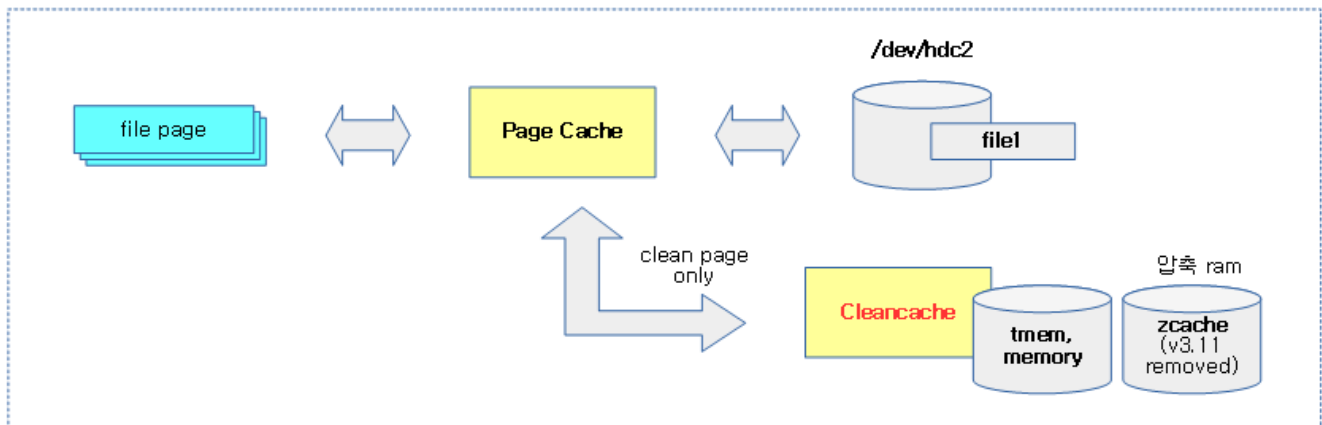 /dev/hdc2
file page
Page Cache
file1
clean page
only
압축 ram
Cleancache
tmem,
memory
zcache
(v3.11
removed)